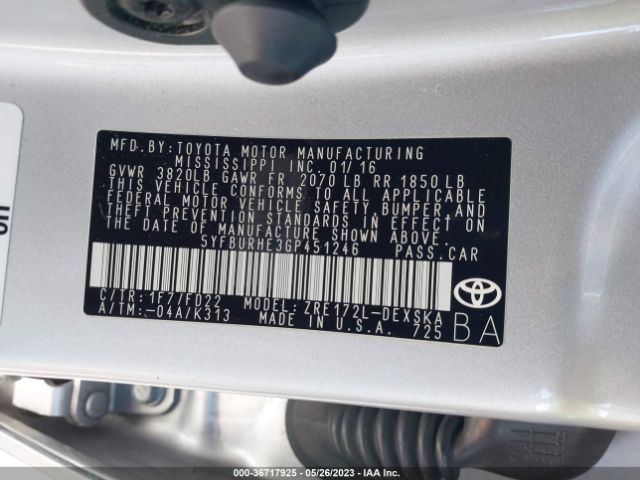 MFD. BY: TOYOTA MOTOR MANUFACTURING
MISSISSIPPI INC. 01/16
GVWR 3820LB GAWR FR 2070 LB RR 1850 LB
THIS VEHICLE CONFORMS TO ALL APPLICABLE
FEDERAL MOTOR VEHICLE SAFETY, BUMPER, AND
THEFT PREVENTION STANDARDS IN EFFECT ON
THE DATE OF MANUFACTURE SHOWN ABOVE.
5YFBURHE3GP451246 PASS.CAR
C/TR: 1F7/FD22 MODEL: ZRE172L-DEXSKA
A/TM:-04A/K313 MADE IN U.S.A. 725
BA
000-36717925 - 05/26/2023 - IAA Inc.